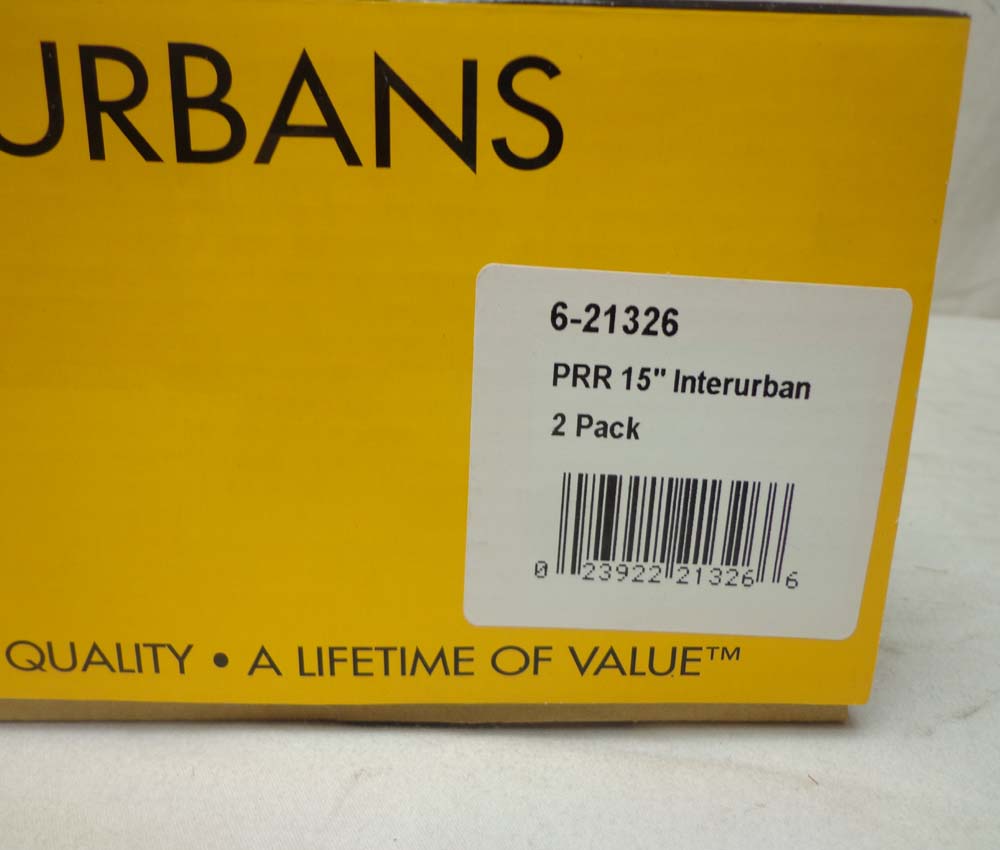 URBANS
6-21326
PRR 15" Interurban
2 Pack
0 23922 21326 6
QUALITY • A LIFETIME OF VALUE™